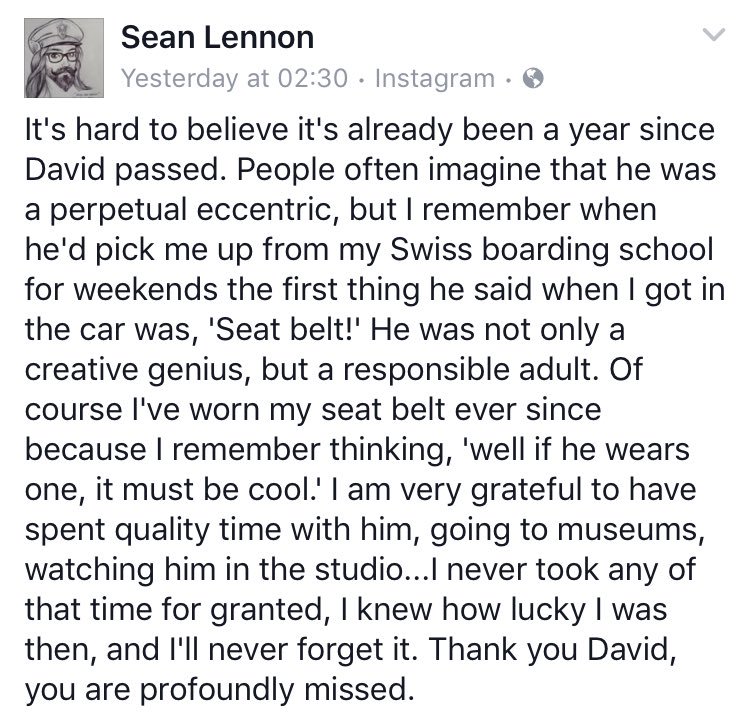 Sean Lennon
Yesterday at 02:30 · Instagram ·
It's hard to believe it's already been a year since
David passed. People often imagine that he was
a perpetual eccentric, but I remember when
he'd pick me up from my Swiss boarding school
for weekends the first thing he said when I got in
the car was, 'Seat belt!' He was not only a
creative genius, but a responsible adult. Of
course I've worn my seat belt ever since
because I remember thinking, 'well if he wears
one, it must be cool.' I am very grateful to have
spent quality time with him, going to museums,
watching him in the studio...I never took any of
that time for granted, I knew how lucky I was
then, and I'll never forget it. Thank you David,
you are profoundly missed.